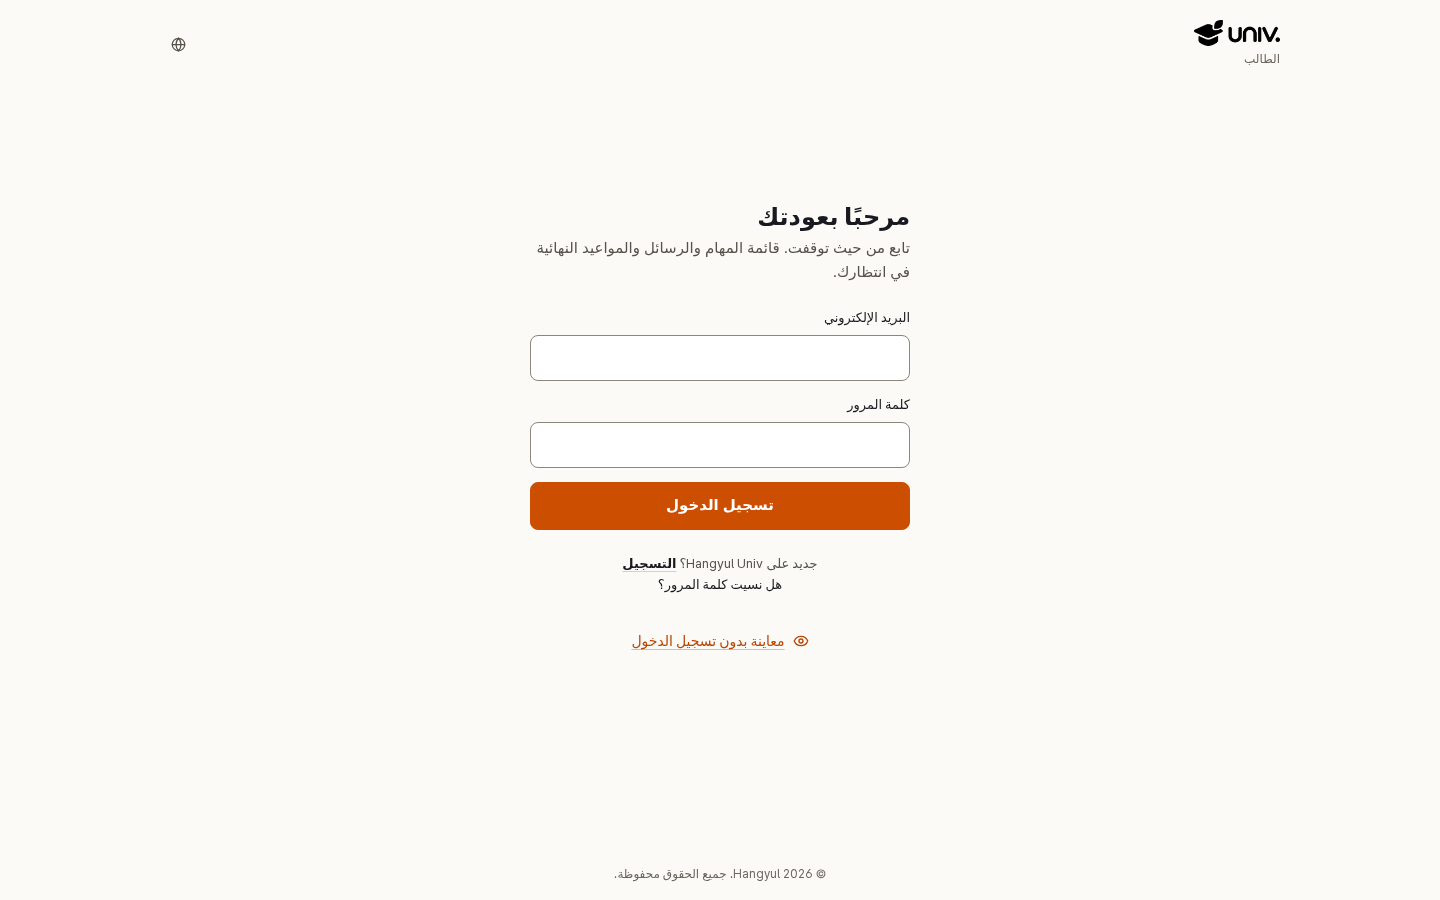 univ.
الطالب
مرحبًا بعودتك
تابع من حيث توقفت. قائمة المهام والرسائل والمواعيد النهائية
في انتظارك.
البريد الإلكتروني
كلمة المرور
تسجيل الدخول
جديد على Hangyul Univ؟ التسجيل
هل نسيت كلمة المرور؟
معاينة بدون تسجيل الدخول
© 2026 Hangyul. جميع الحقوق محفوظة.